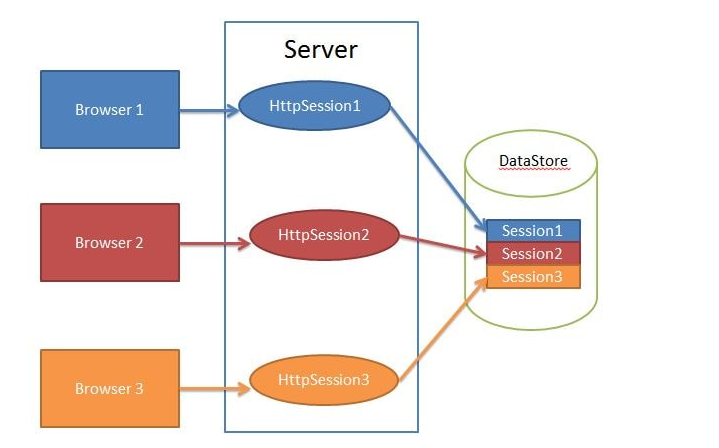 Server
Browser 1
HttpSession1
DataStore
Browser 2
HttpSession2
Session1
Session2
Session3
Browser 3
HttpSession3